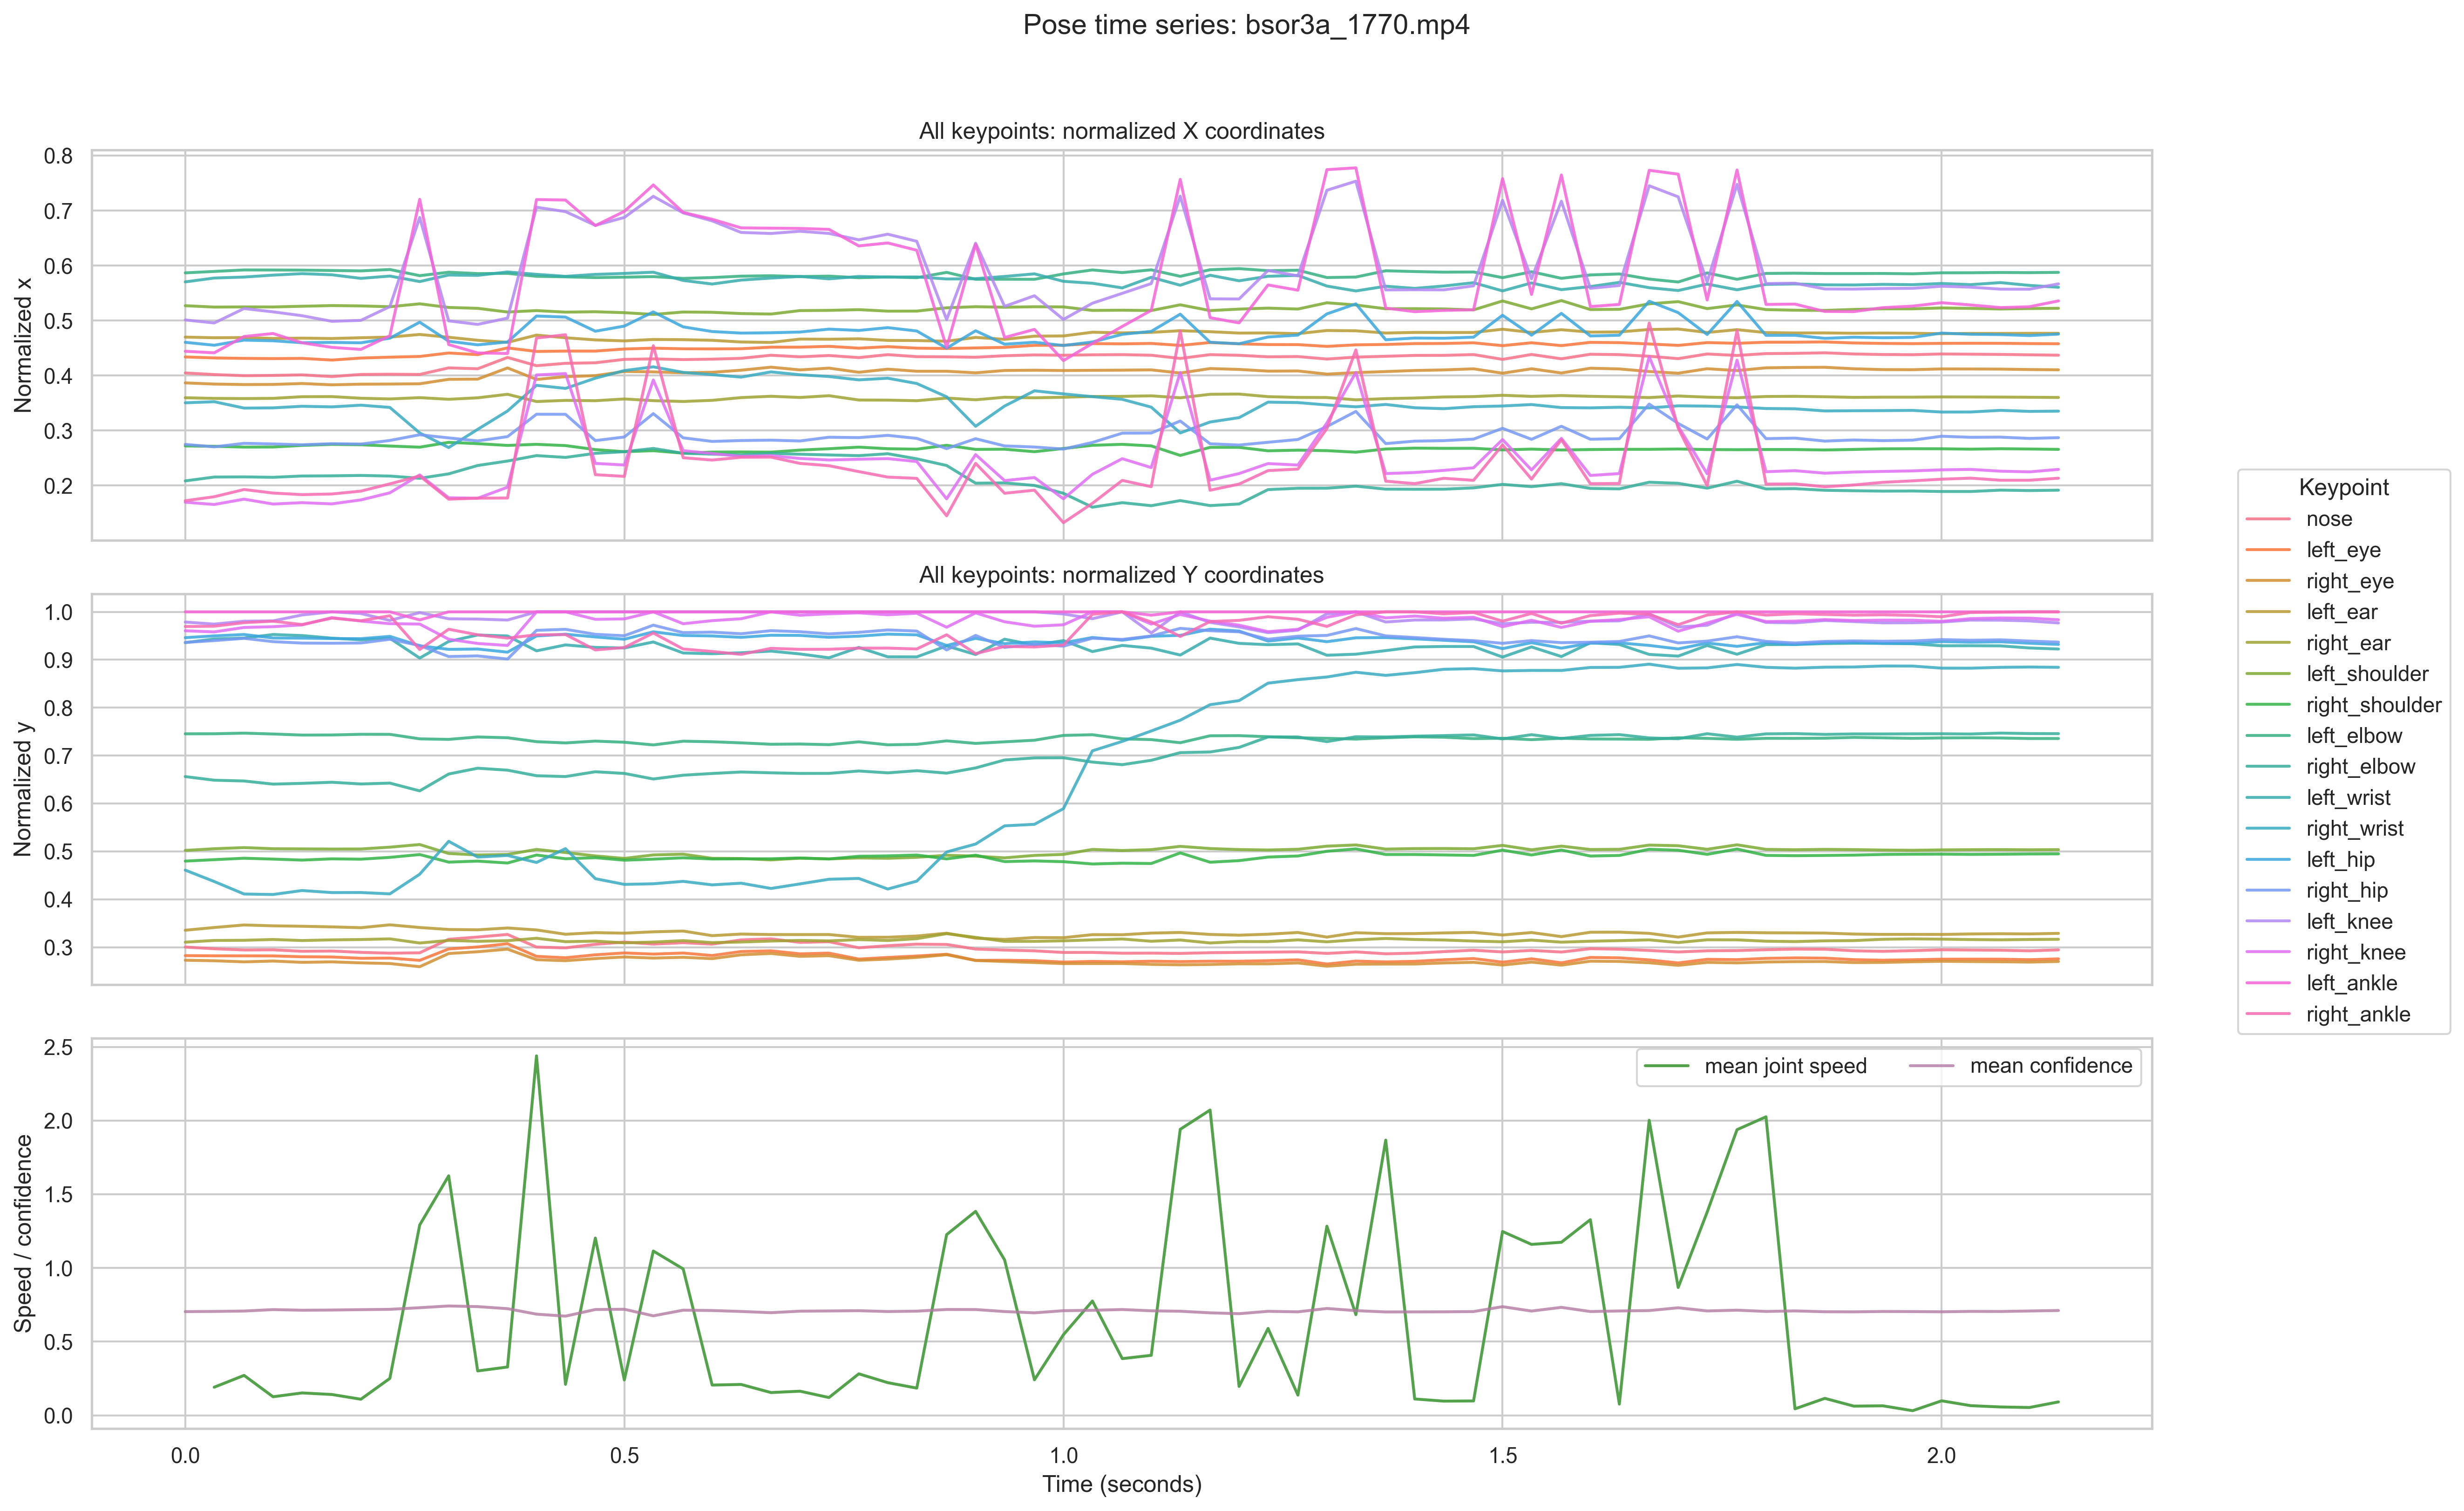 Pose time series: bsor3a_1770.mp4
All keypoints: normalized X coordinates
Normalized x
0.8
0.7
0.6
0.5
0.4
0.3
0.2
All keypoints: normalized Y coordinates
Normalized y
1.0
0.9
0.8
0.7
0.6
0.5
0.4
0.3
Keypoint
nose
left_eye
right_eye
left_ear
right_ear
left_shoulder
right_shoulder
left_elbow
right_elbow
left_wrist
right_wrist
left_hip
right_hip
left_knee
right_knee
left_ankle
right_ankle
Speed / confidence
2.5
2.0
1.5
1.0
0.5
0.0
mean joint speed mean confidence
0.0 0.5 1.0 1.5 2.0
Time (seconds)